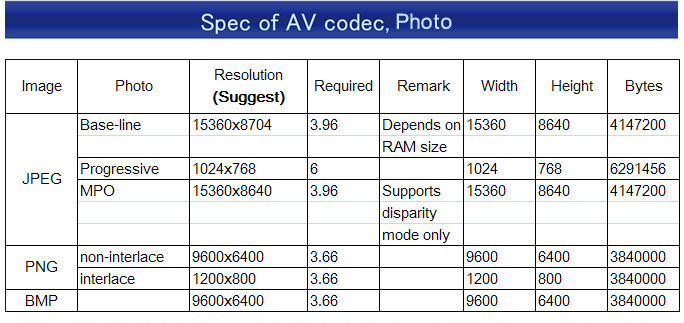 Spec of AV codec, Photo
Image Photo Resolution (Suggest) Required Remark Width Height Bytes
JPEG Base-line 15360x8704 3.96 Depends on RAM size 15360 8640 4147200
Progressive 1024x768 6 1024 768 6291456
MPO 15360x8640 3.96 Supports disparity mode only 15360 8640 4147200
PNG non-interlace 9600x6400 3.66 9600 6400 3840000
interlace 1200x800 3.66 1200 800 3840000
BMP 9600x6400 3.66 9600 6400 3840000